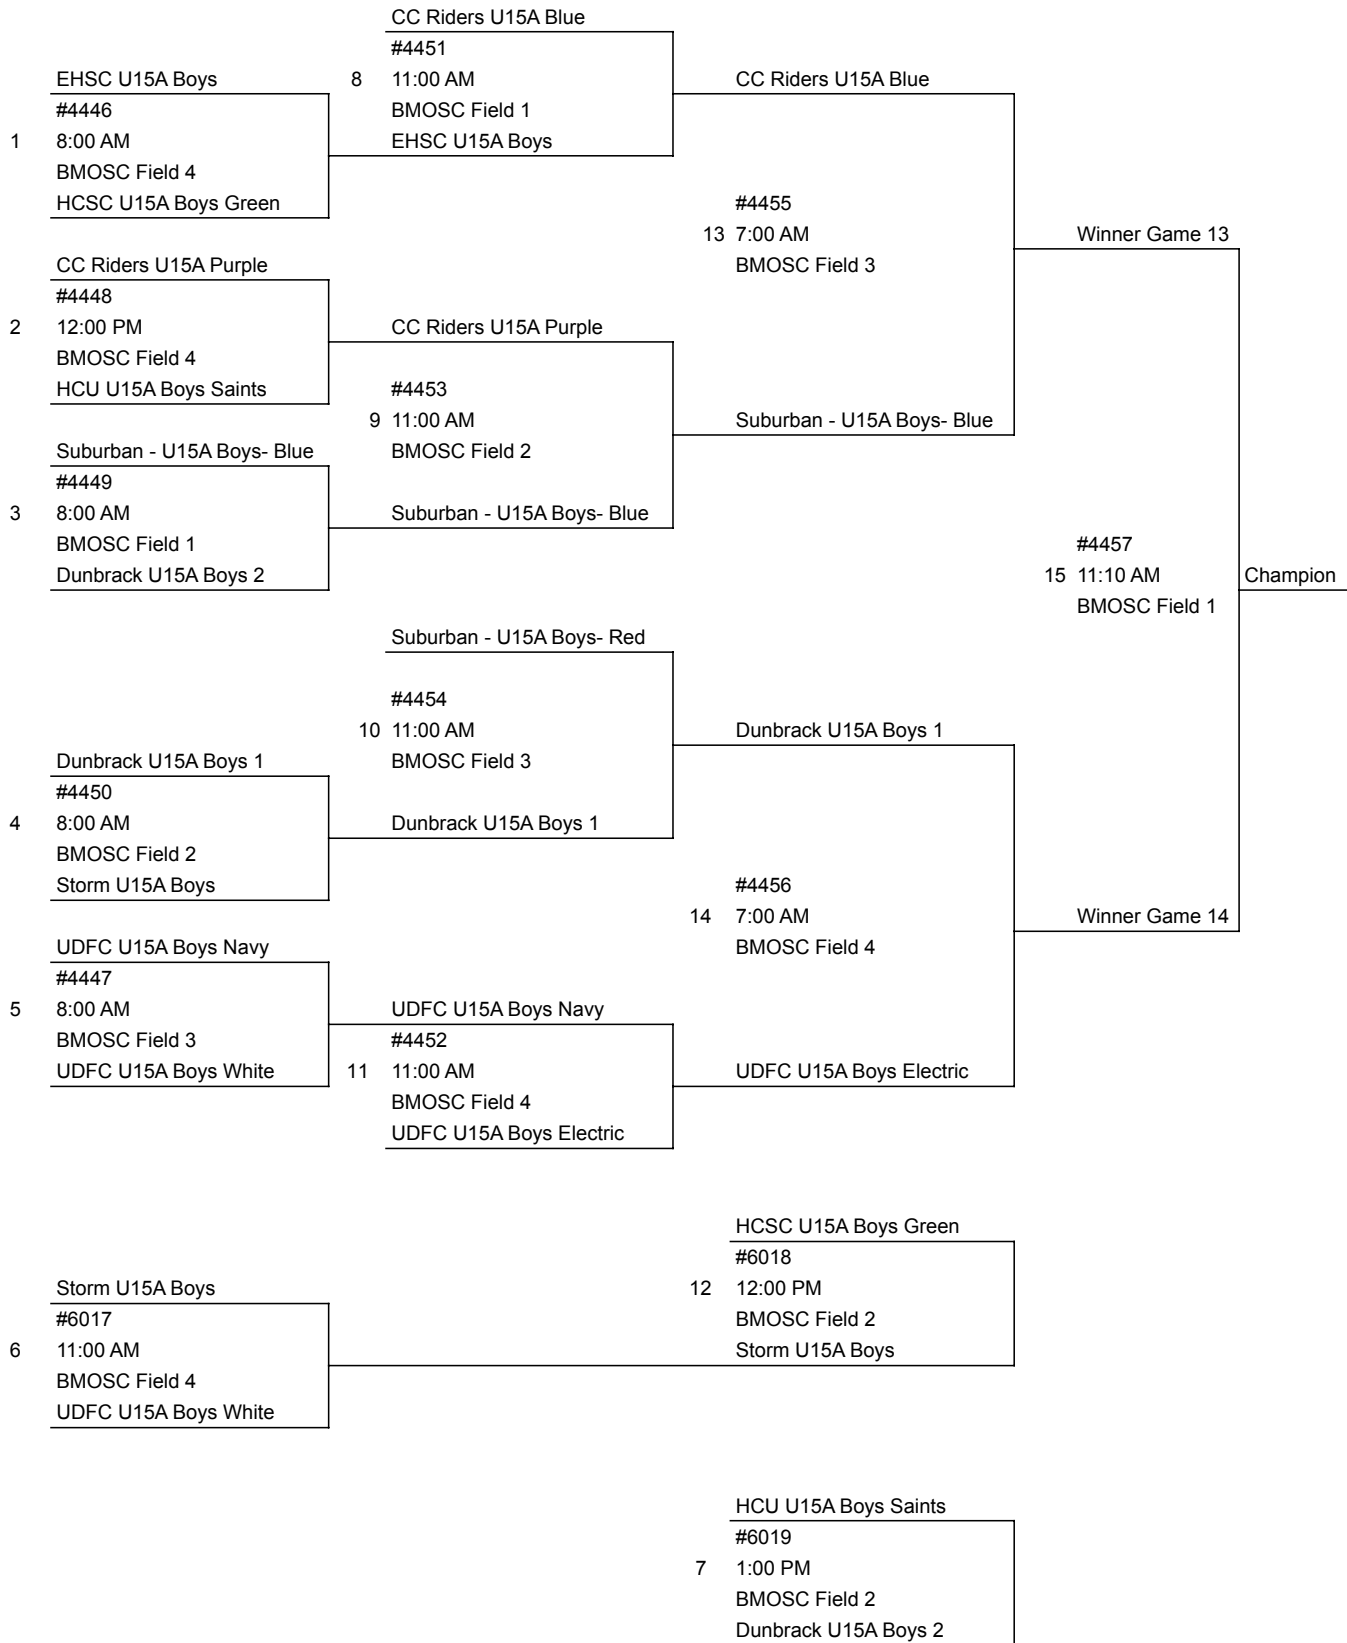 CC Riders U15A Blue
#4451
8 11:00 AM
BMOSC Field 1
EHSC U15A Boys
EHSC U15A Boys
#4446
1 8:00 AM
BMOSC Field 4
HCSC U15A Boys Green
CC Riders U15A Blue
#4455
13 7:00 AM
BMOSC Field 3
Winner Game 13
CC Riders U15A Purple
#4448
2 12:00 PM
BMOSC Field 4
HCU U15A Boys Saints
CC Riders U15A Purple
#4453
9 11:00 AM
BMOSC Field 2
Suburban - U15A Boys- Blue
Suburban - U15A Boys- Blue
Suburban - U15A Boys- Blue
#4449
3 8:00 AM
BMOSC Field 1
Dunbrack U15A Boys 2
#4457
15 11:10 AM
BMOSC Field 1
Champion
Suburban - U15A Boys- Red
#4454
10 11:00 AM
BMOSC Field 3
Dunbrack U15A Boys 1
Dunbrack U15A Boys 1
Dunbrack U15A Boys 1
#4450
4 8:00 AM
BMOSC Field 2
Storm U15A Boys
#4456
14 7:00 AM
BMOSC Field 4
Winner Game 14
UDFC U15A Boys Navy
#4447
5 8:00 AM
BMOSC Field 3
UDFC U15A Boys White
UDFC U15A Boys Navy
#4452
11 11:00 AM
BMOSC Field 4
UDFC U15A Boys Electric
UDFC U15A Boys Electric
HCSC U15A Boys Green
#6018
12 12:00 PM
BMOSC Field 2
Storm U15A Boys
Storm U15A Boys
#6017
6 11:00 AM
BMOSC Field 4
UDFC U15A Boys White
HCU U15A Boys Saints
#6019
7 1:00 PM
BMOSC Field 2
Dunbrack U15A Boys 2